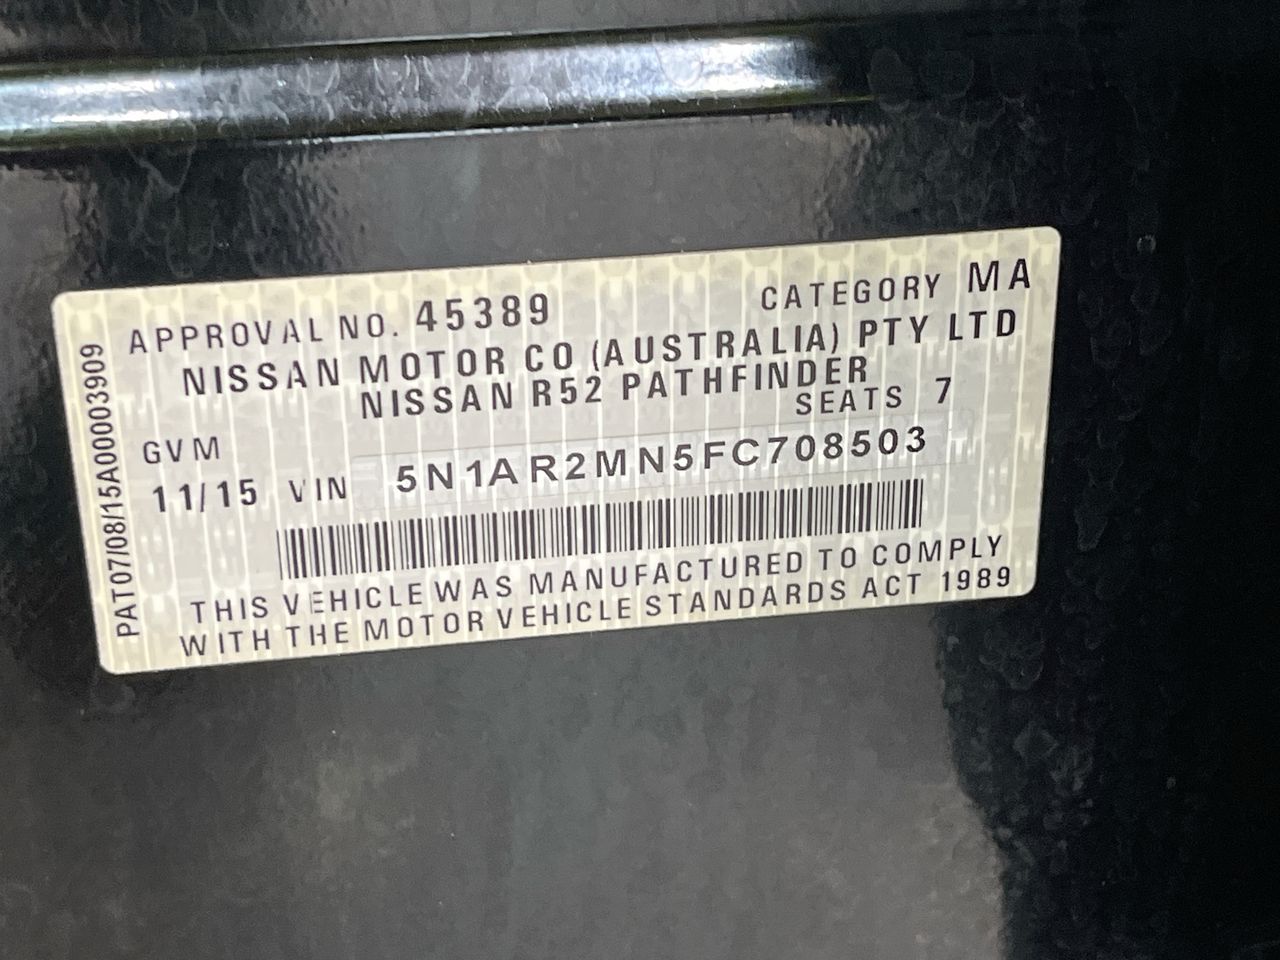 APPROVAL NO. 45389 CATEGORY MA
NISSAN MOTOR CO (AUSTRALIA) PTY LTD
NISSAN R52 PATHFINDER
SEATS 7
GVM
11/15 VIN 5N1AR2MN5FC708503
THIS VEHICLE WAS MANUFACTURED TO COMPLY
WITH THE MOTOR VEHICLE STANDARDS ACT 1989
PAT07/08/15A00003909